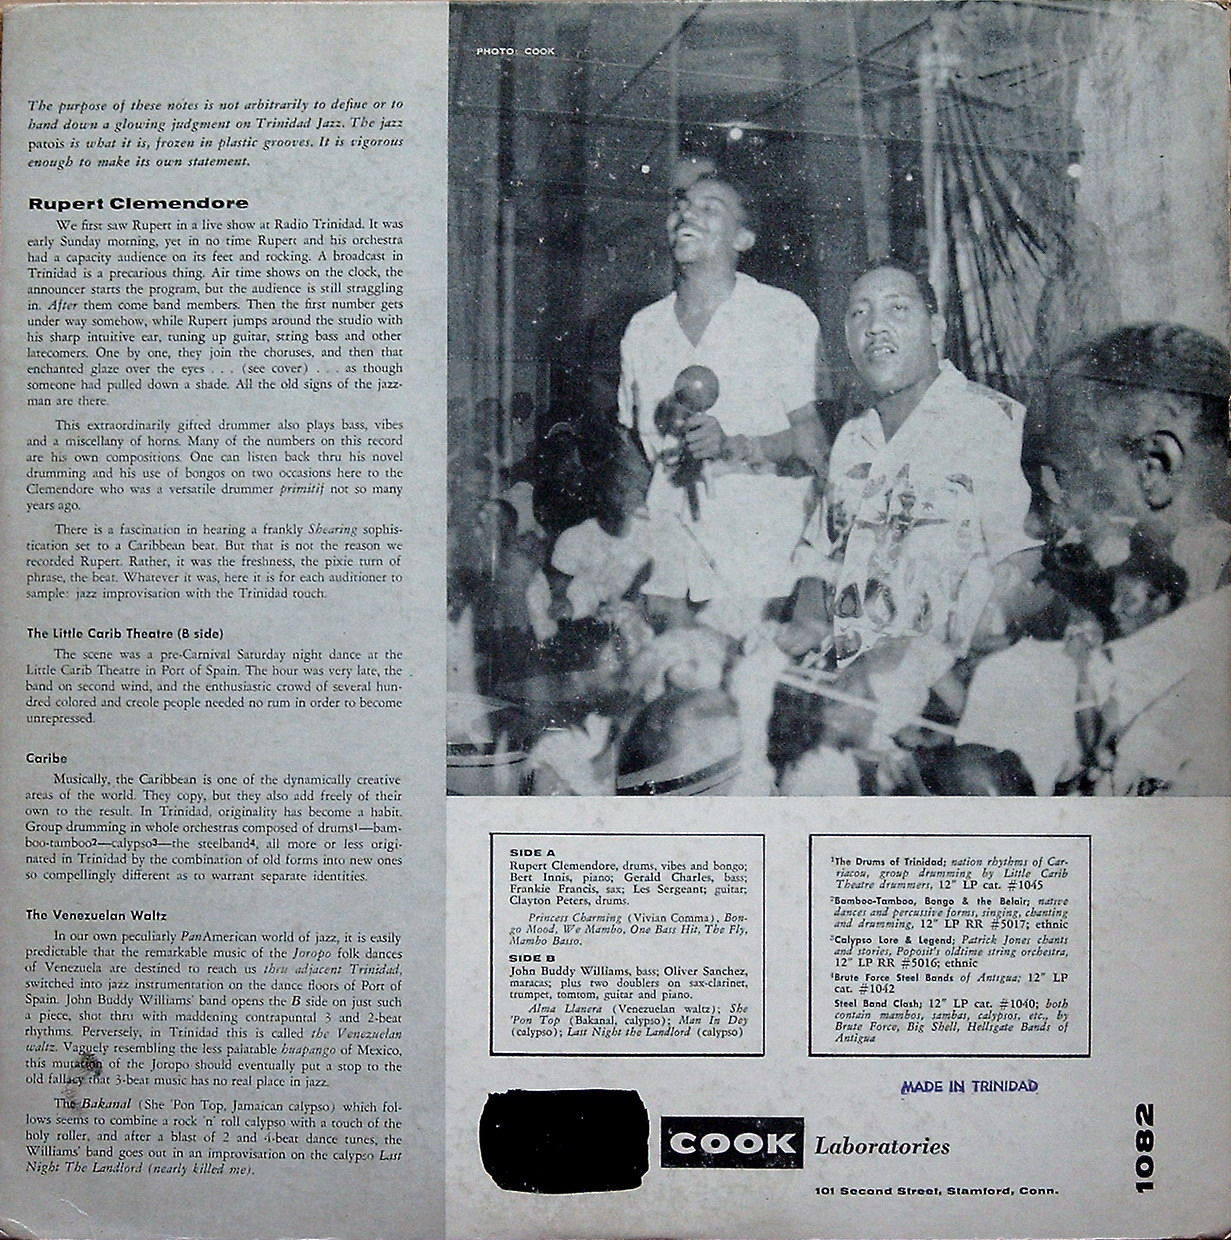 PHOTO: COOK
The purpose of these notes is not arbitrarily to define or to
hand down a glowing judgment on Trinidad Jazz. The jazz
patois is what it is, frozen in plastic grooves. It is vigorous
enough to make its own statement.
Rupert Clemendore
We first saw Rupert in a live show at Radio Trinidad. It was
early Sunday morning, yet in no time Rupert and his orchestra
had a capacity audience on its feet and rocking. A broadcast in
Trinidad is a precarious thing. Air time shows on the clock, the
announcer starts the program, but the audience is still straggling
in. After them come band members. Then the first number gets
under way somehow, while Rupert jumps around the studio with
his sharp intuitive ear, tuning up guitar, string bass and other
latecomers. One by one, they join the choruses, and then that
enchanted glaze over the eyes . . . (see cover) . . . as though
someone had pulled down a shade. All the old signs of the jazz-
man are there.
This extraordinarily gifted drummer also plays bass, vibes
and a miscellany of horns. Many of the numbers on this record
are his own compositions. One can listen back thru his novel
drumming and his use of bongos on two occasions here to the
Clemendore who was a versatile drummer primitif not so many
years ago.
There is a fascination in hearing a frankly Shearing sophis-
tication set to a Caribbean beat. But that is not the reason we
recorded Rupert. Rather, it was the freshness, the pixie turn of
phrase, the beat. Whatever it was, here it is for each auditioner to
sample: jazz improvisation with the Trinidad touch.
The Little Carib Theatre (B side)
The scene was a pre-Carnival Saturday night dance at the
Little Carib Theatre in Port of Spain. The hour was very late, the
band on second wind, and the enthusiastic crowd of several hun-
dred colored and creole people needed no rum in order to become
unrepressed.
Caribe
Musically, the Caribbean is one of the dynamically creative
areas of the world. They copy, but they also add freely of their
own to the result. In Trinidad, originality has become a habit.
Group drumming in whole orchestras composed of drums¹—bam-
boo-tamboo²—calypso³—the steelband⁴, all more or less origi-
nated in Trinidad by the combination of old forms into new ones
so compellingly different as to warrant separate identities.
The Venezuelan Waltz
In our own peculiarly PanAmerican world of jazz, it is easily
predictable that the remarkable music of the Joropo folk dances
of Venezuela are destined to reach us thru adjacent Trinidad,
switched into jazz instrumentation on the dance floors of Port of
Spain. John Buddy Williams' band opens the B side on just such
a piece, shot thru with maddening contrapuntal 3 and 2-beat
rhythms. Perversely, in Trinidad this is called the Venezuelan
waltz. Vaguely resembling the less palatable huapango of Mexico,
this mutation of the Joropo should eventually put a stop to the
old fallacy that 3-beat music has no real place in jazz.
The Bakanal (She 'Pon Top, Jamaican calypso) which fol-
lows seems to combine a rock 'n' roll calypso with a touch of the
holy roller, and after a blast of 2 and 4-beat dance tunes, the
Williams' band goes out in an improvisation on the calypso Last
Night The Landlord (nearly killed me).
SIDE A
Rupert Clemendore, drums, vibes and bongo;
Bert Innis, piano; Gerald Charles, bass;
Frankie Francis, sax; Les Sergeant; guitar;
Clayton Peters, drums.
Princess Charming (Vivian Comma), Bon-
go Mood, We Mambo, One Bass Hit, The Fly,
Mambo Basso.
SIDE B
John Buddy Williams, bass; Oliver Sanchez,
maracas; plus two doublers on sax-clarinet,
trumpet, tomtom, guitar and piano.
Alma Llanera (Venezuelan waltz); She
'Pon Top (Bakanal, calypso); Man In Dey
(calypso); Last Night the Landlord (calypso)
¹The Drums of Trinidad; nation rhythms of Car-
riacou, group drumming by Little Carib
Theatre drummers, 12" LP cat. #1045
²Bamboo-Tamboo, Bongo & the Belair; native
dances and percussive forms, singing, chanting
and drumming, 12" LP RR #5017; ethnic
³Calypso Lore & Legend; Patrick Jones chants
and stories, Poposit's oldtime string orchestra,
12" LP RR #5016; ethnic
⁴Brute Force Steel Bands of Antigua; 12" LP
cat. #1042
Steel Band Clash; 12" LP cat. #1040; both
contain mambos, sambas, calypsos, etc., by
Brute Force, Big Shell, Hellsgate Bands of
Antigua
MADE IN TRINIDAD
COOK Laboratories
101 Second Street, Stamford, Conn.
1082